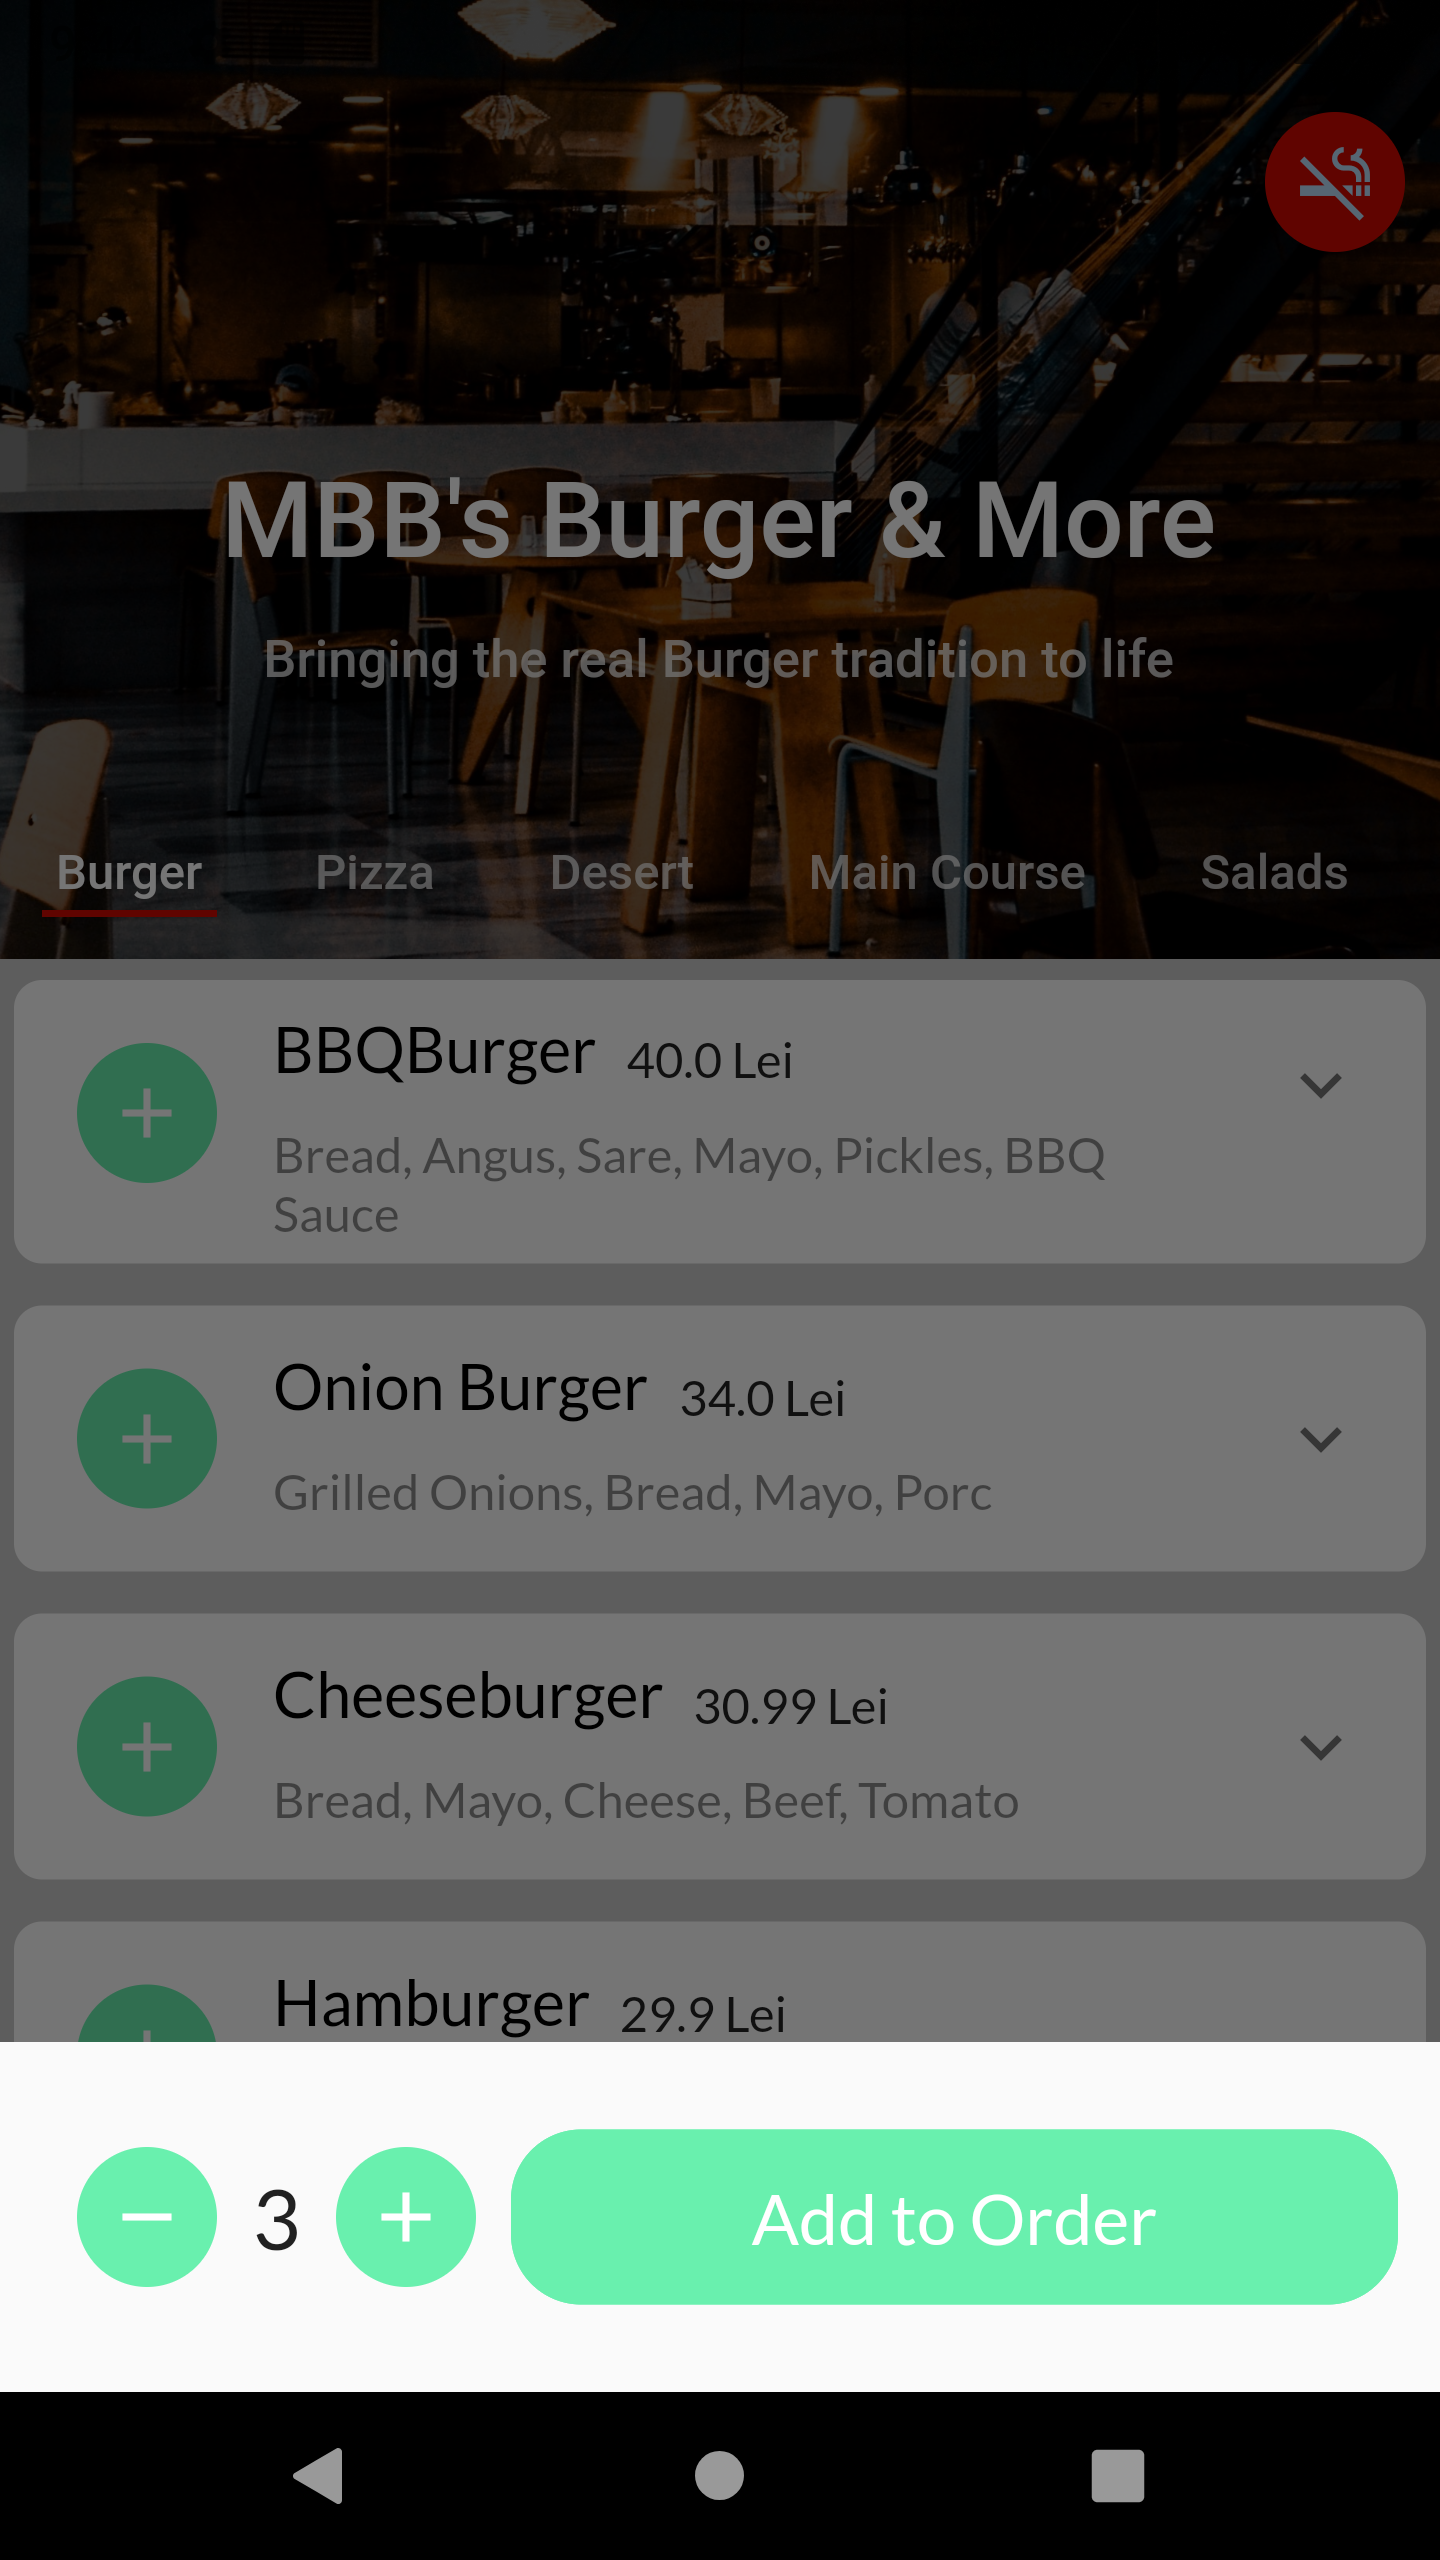 MBB's Burger & More
Bringing the real Burger tradition to life
Burger Pizza Desert Main Course Salads
BBQBurger 40.0 Lei
Bread, Angus, Sare, Mayo, Pickles, BBQ
Sauce
Onion Burger 34.0 Lei
Grilled Onions, Bread, Mayo, Porc
Cheeseburger 30.99 Lei
Bread, Mayo, Cheese, Beef, Tomato
Hamburger 29.9 Lei
3 Add to Order